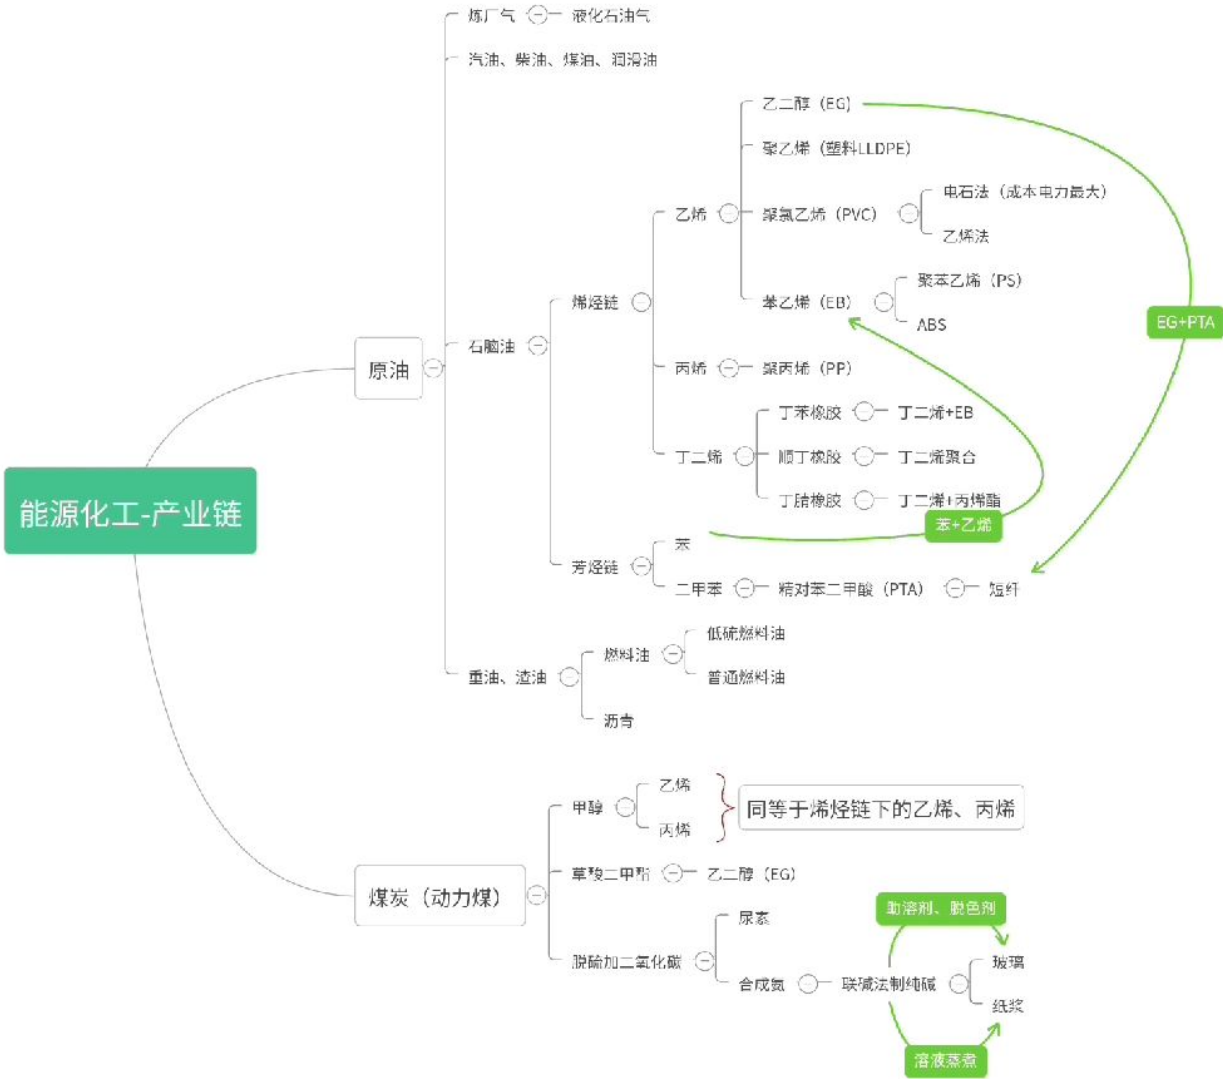 炼厂气
液化石油气
汽油、柴油、煤油、润滑油
乙二醇（EG）
聚乙烯（塑料LLDPE）
电石法（成本电力最大）
乙烯
聚氯乙烯（PVC）
乙烯法
聚苯乙烯（PS）
烯烃链
苯乙烯（EB）
ABS
EG+PTA
石脑油
原油
丙烯
聚丙烯（PP）
丁苯橡胶
丁二烯+EB
丁二烯
顺丁橡胶
丁二烯聚合
丁腈橡胶
丁二烯+丙烯酯
能源化工-产业链
苯+乙烯
苯
芳烃链
二甲苯
精对苯二甲酸（PTA）
短纤
低硫燃料油
燃料油
重油、渣油
普通燃料油
沥青
乙烯
甲醇
同等于烯烃链下的乙烯、丙烯
丙烯
草酸二甲酯
乙二醇（EG）
煤炭（动力煤）
助溶剂、脱色剂
尿素
脱硫加二氧化碳
玻璃
合成氨
联碱法制纯碱
纸浆
溶液蒸煮